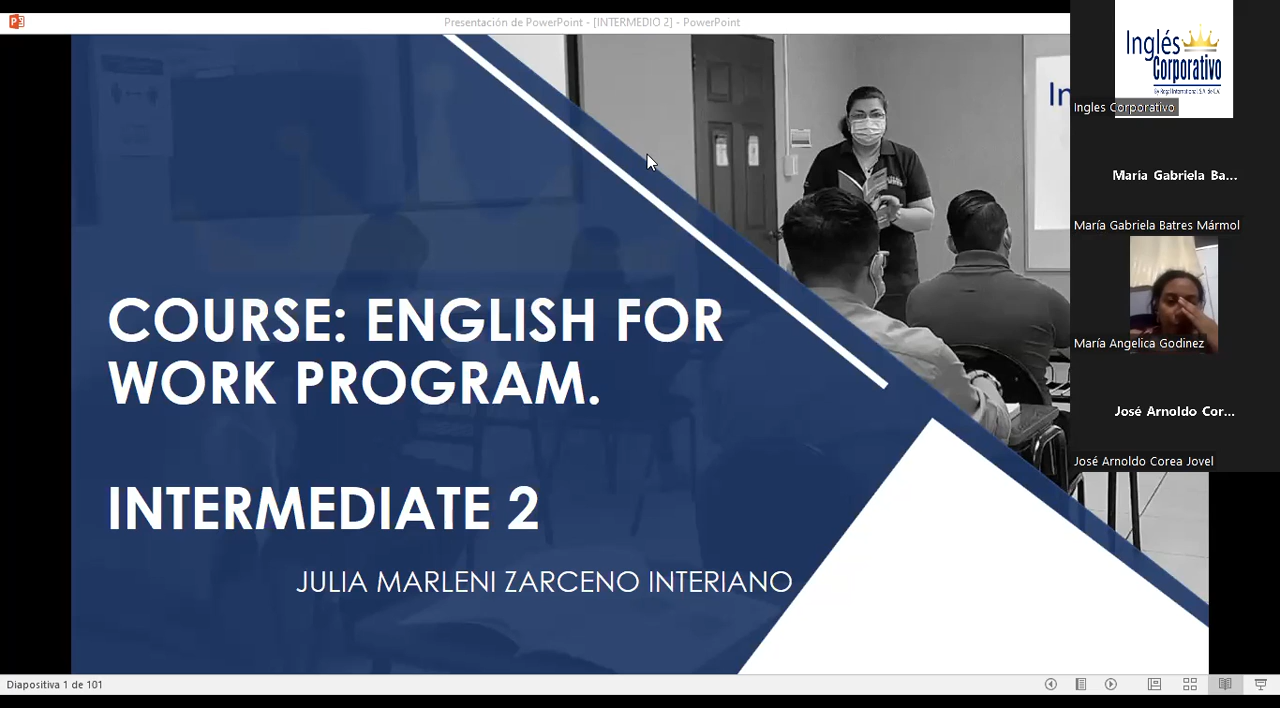 Presentación de PowerPoint - [INTERMEDIO 2] - PowerPoint
Inglés
Corporativo
Ingles Corporativo
María Gabriela Ba...
María Gabriela Batres Mármol
María Angelica Godinez
José Arnoldo Cor...
José Arnoldo Corea Jovel
In
COURSE: ENGLISH FOR
WORK PROGRAM.
INTERMEDIATE 2
JULIA MARLENI ZARCENO INTERIANO
Diapositiva 1 de 101